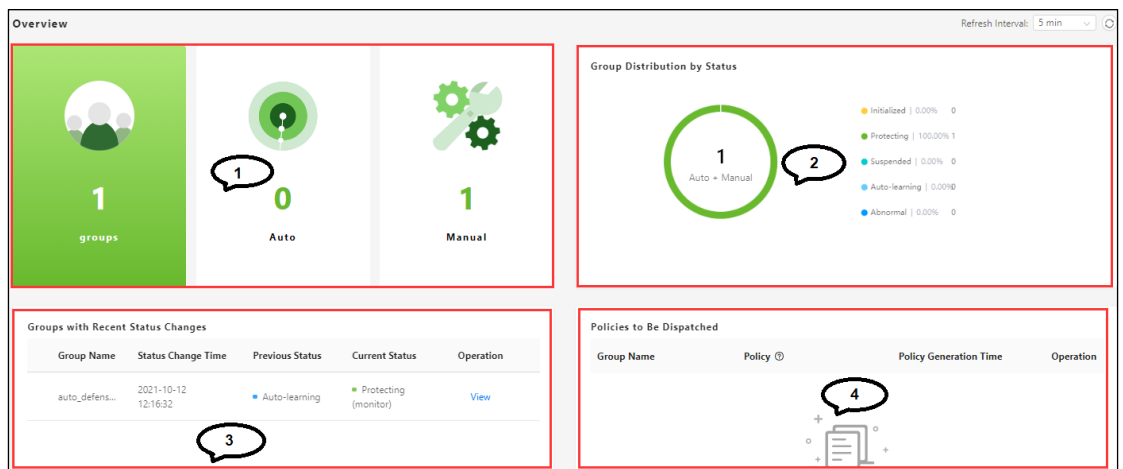 Overview
Refresh Interval: 5 min
1
groups
0
Auto
1
Manual
1
Group Distribution by Status
1
Auto + Manual
2
Initialized | 0.00% 0
Protecting | 100.00% 1
Suspended | 0.00% 0
Auto-learning | 0.00% 0
Abnormal | 0.00% 0
Groups with Recent Status Changes
Group Name Status Change Time Previous Status Current Status Operation
auto_defens... 2021-10-12 12:16:32 Auto-learning Protecting (monitor) View
3
Policies to Be Dispatched
Group Name Policy Policy Generation Time Operation
4